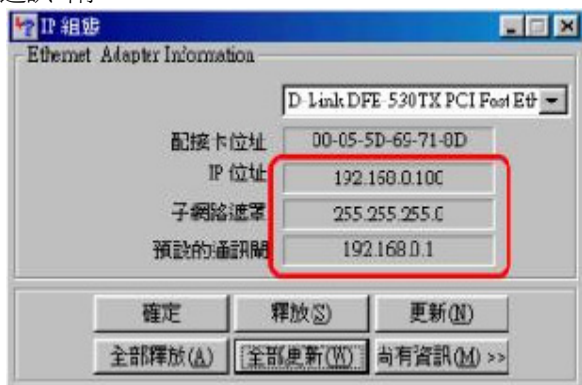 IP 組態
Ethernet Adapter Information
D-Link DFE-530TX PCI Fast Eth
配接卡位址 00-05-5D-69-71-8D
IP 位址 192.168.0.100
子網路遮罩 255.255.255.0
預設的通訊閘 192.168.0.1
確定 釋放(S) 更新(N)
全部釋放(A) 全部更新(W) 尚有資訊(M) >>